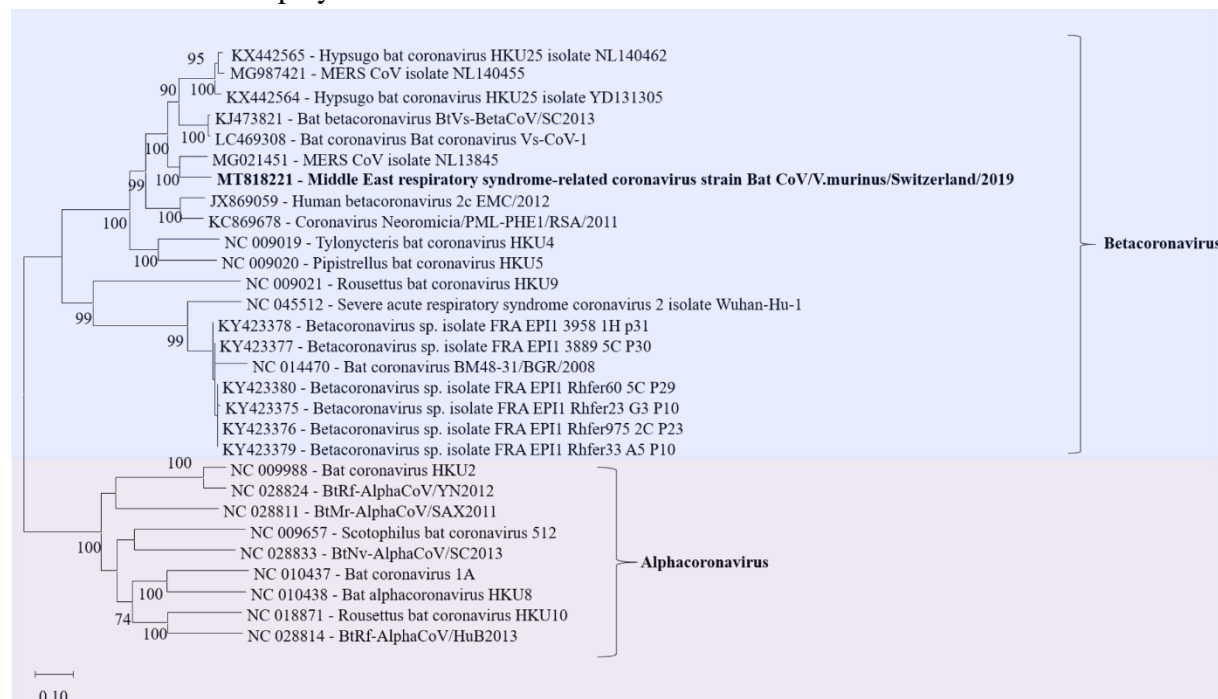 95
KX442565 - Hypsugo bat coronavirus HKU25 isolate NL140462
MG987421 - MERS CoV isolate NL140455
90
100
KX442564 - Hypsugo bat coronavirus HKU25 isolate YD131305
KJ473821 - Bat betacoronavirus BtVs-BetaCoV/SC2013
100
LC469308 - Bat coronavirus Bat coronavirus Vs-CoV-1
100
MG021451 - MERS CoV isolate NL13845
100
MT818221 - Middle East respiratory syndrome-related coronavirus strain Bat CoV/V.murinus/Switzerland/2019
99
JX869059 - Human betacoronavirus 2c EMC/2012
100
KC869678 - Coronavirus Neoromicia/PML-PHE1/RSA/2011
100
NC 009019 - Tylonycteris bat coronavirus HKU4
Betacoronavirus
100
NC 009020 - Pipistrellus bat coronavirus HKU5
NC 009021 - Rousettus bat coronavirus HKU9
NC 045512 - Severe acute respiratory syndrome coronavirus 2 isolate Wuhan-Hu-1
99
KY423378 - Betacoronavirus sp. isolate FRA EPI1 3958 1H p31
99
KY423377 - Betacoronavirus sp. isolate FRA EPI1 3889 5C P30
NC 014470 - Bat coronavirus BM48-31/BGR/2008
KY423380 - Betacoronavirus sp. isolate FRA EPI1 Rhfer60 5C P29
KY423375 - Betacoronavirus sp. isolate FRA EPI1 Rhfer23 G3 P10
KY423376 - Betacoronavirus sp. isolate FRA EPI1 Rhfer975 2C P23
KY423379 - Betacoronavirus sp. isolate FRA EPI1 Rhfer33 A5 P10
100
NC 009988 - Bat coronavirus HKU2
NC 028824 - BtRf-AlphaCoV/YN2012
NC 028811 - BtMr-AlphaCoV/SAX2011
NC 009657 - Scotophilus bat coronavirus 512
100
NC 028833 - BtNv-AlphaCoV/SC2013
Alphacoronavirus
NC 010437 - Bat coronavirus 1A
100
NC 010438 - Bat alphacoronavirus HKU8
74
NC 018871 - Rousettus bat coronavirus HKU10
100
NC 028814 - BtRf-AlphaCoV/HuB2013
0.10